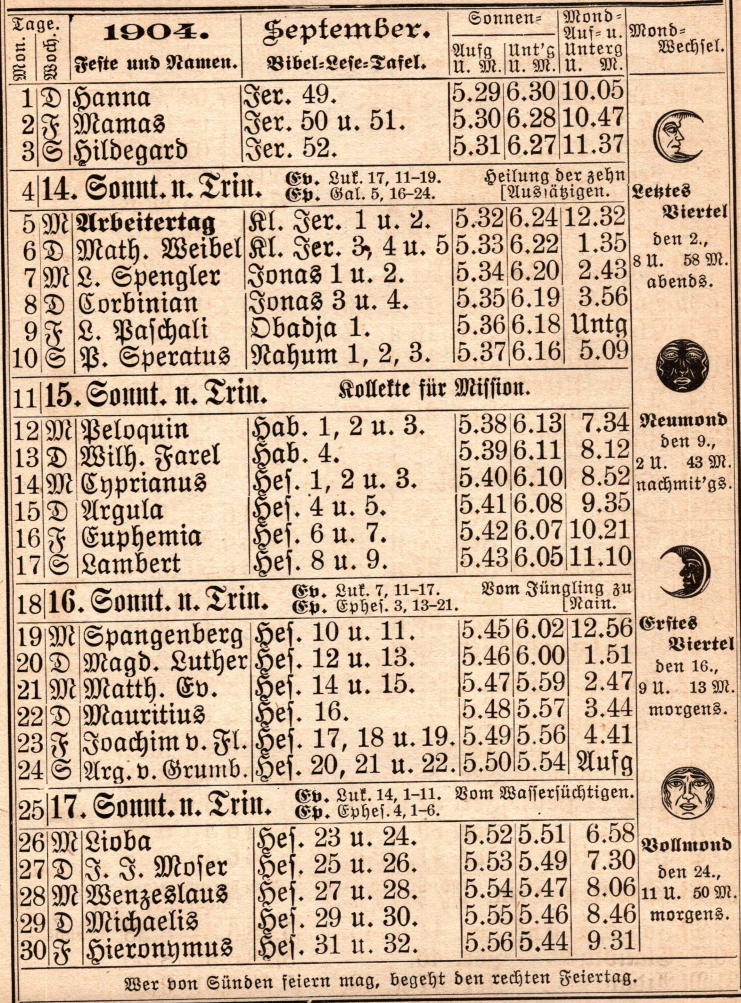 Tage. 1904. September. Sonnen= Mond= Mond=
Mon. Woch. Feste und Namen. Bibel=Lese=Tafel. Aufg Unt'g Auf= u. Unterg Wechsel.
U. M. U. M. U. M.
1 D Hanna Jer. 49. 5.29 6.30 10.05
2 F Mamas Jer. 50 u. 51. 5.30 6.28 10.47
3 S Hildegard Jer. 52. 5.31 6.27 11.37
4 14. Sonnt. n. Trin. Ev. Luk. 17, 11–19. Heilung der zehn
Ep. Gal. 5, 16–24. [Aussätzigen.
5 M Arbeitertag Kl. Jer. 1 u. 2. 5.32 6.24 12.32
6 D Math. Weibel Kl. Jer. 3, 4 u. 5 5.33 6.22 1.35
7 M L. Spengler Jonas 1 u. 2. 5.34 6.20 2.43
8 D Corbinian Jonas 3 u. 4. 5.35 6.19 3.56
9 F L. Paschali Obadja 1. 5.36 6.18 Untg
10 S P. Speratus Nahum 1, 2, 3. 5.37 6.16 5.09
11 15. Sonnt. n. Trin. Kollekte für Mission.
12 M Peloquin Hab. 1, 2 u. 3. 5.38 6.13 7.34
13 D Wilh. Farel Hab. 4. 5.39 6.11 8.12
14 M Cyprianus Hes. 1, 2 u. 3. 5.40 6.10 8.52
15 D Argula Hes. 4 u. 5. 5.41 6.08 9.35
16 F Euphemia Hes. 6 u. 7. 5.42 6.07 10.21
17 S Lambert Hes. 8 u. 9. 5.43 6.05 11.10
18 16. Sonnt. n. Trin. Ev. Luk. 7, 11–17. Vom Jüngling zu
Ep. Ephes. 3, 13–21. [Nain.
19 M Spangenberg Hes. 10 u. 11. 5.45 6.02 12.56
20 D Magd. Luther Hes. 12 u. 13. 5.46 6.00 1.51
21 M Matth. Ev. Hes. 14 u. 15. 5.47 5.59 2.47
22 D Mauritius Hes. 16. 5.48 5.57 3.44
23 F Joachim v. Fl. Hes. 17, 18 u. 19. 5.49 5.56 4.41
24 S Arg. v. Grumb. Hes. 20, 21 u. 22. 5.50 5.54 Aufg
25 17. Sonnt. n. Trin. Ev. Luk. 14, 1–11. Vom Wassersüchtigen.
Ep. Ephes. 4, 1–6.
26 M Lioba Hes. 23 u. 24. 5.52 5.51 6.58
27 D J. J. Moser Hes. 25 u. 26. 5.53 5.49 7.30
28 M Wenzeslaus Hes. 27 u. 28. 5.54 5.47 8.06
29 D Michaelis Hes. 29 u. 30. 5.55 5.46 8.46
30 F Hieronymus Hes. 31 u. 32. 5.56 5.44 9.31
Letztes
Viertel
den 2.,
8 U. 58 M.
abends.
Neumond
den 9.,
2 U. 43 M.
nachmit'gs.
Erstes
Viertel
den 16.,
9 U. 13 M.
morgens.
Vollmond
den 24.,
11 U. 50 M.
morgens.
Wer von Sünden feiern mag, begeht den rechten Feiertag.